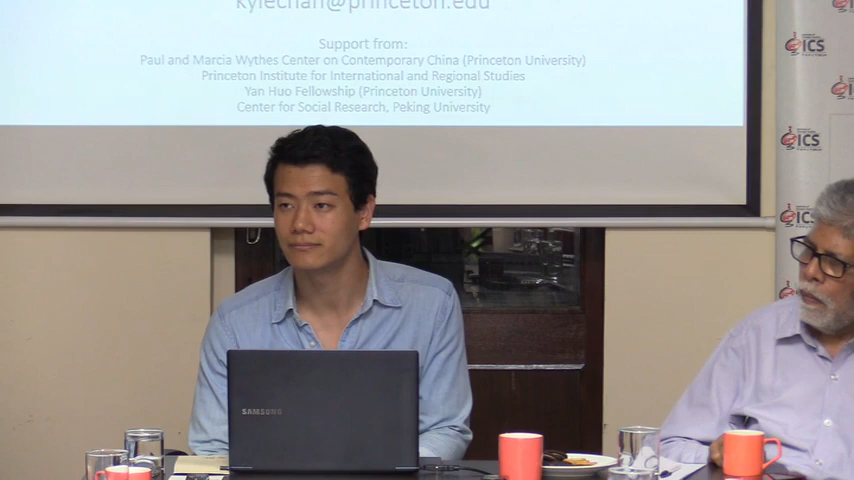 kylechan@princeton.edu
Support from:
Paul and Marcia Wythes Center on Contemporary China (Princeton University)
Princeton Institute for International and Regional Studies
Yan Huo Fellowship (Princeton University)
Center for Social Research, Peking University
ICS
ICS
ICS
ICS
ICS
SAMSUNG